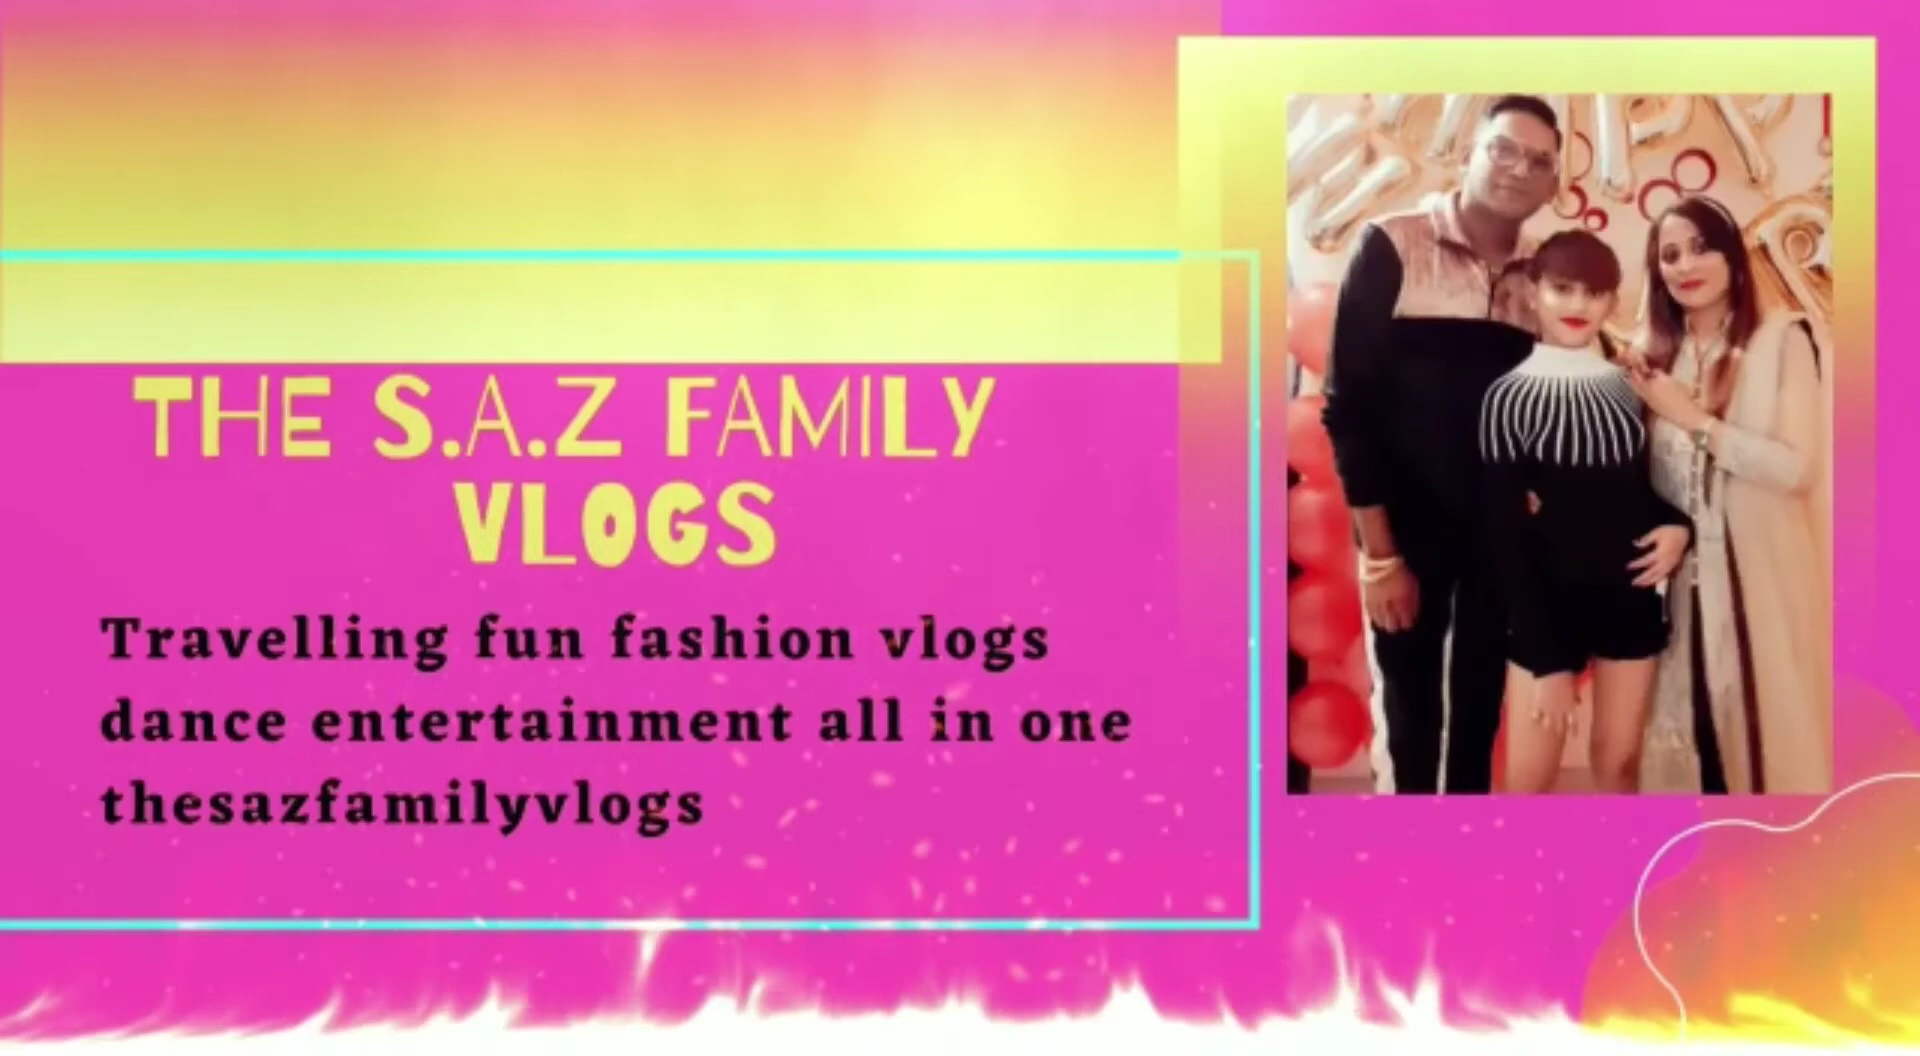 THE S.A.Z FAMILY
VLOGS
Travelling fun fashion vlogs
dance entertainment all in one
thesazfamilyvlogs